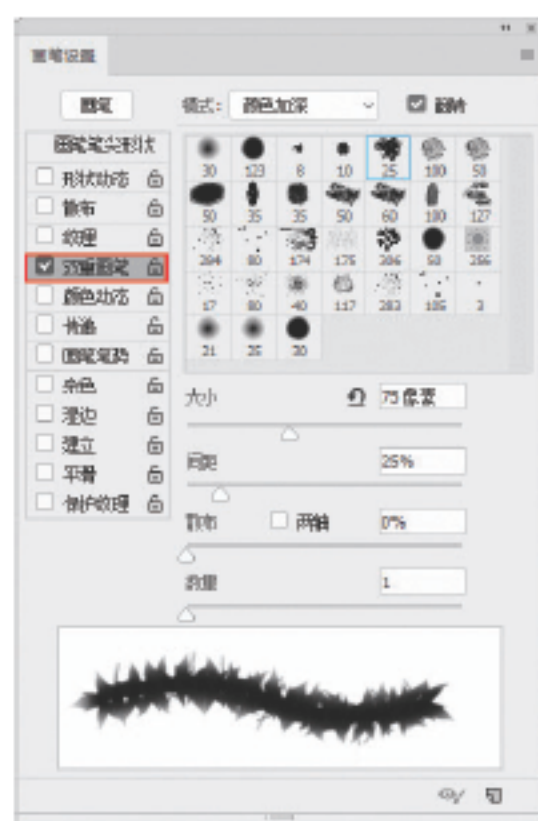 画笔设置
画笔
模式: 颜色加深 翻转
画笔笔尖形状
形状动态
散布
纹理
双重画笔
颜色动态
传递
画笔笔势
杂色
湿边
建立
平滑
保护纹理
30 123 8 10 25 100 50
50 35 35 50 60 100 127
284 80 174 175 306 50 256
17 80 40 117 283 105 3
21 25 30
大小 75 像素
间距 25%
散布 两轴 0%
数量 1